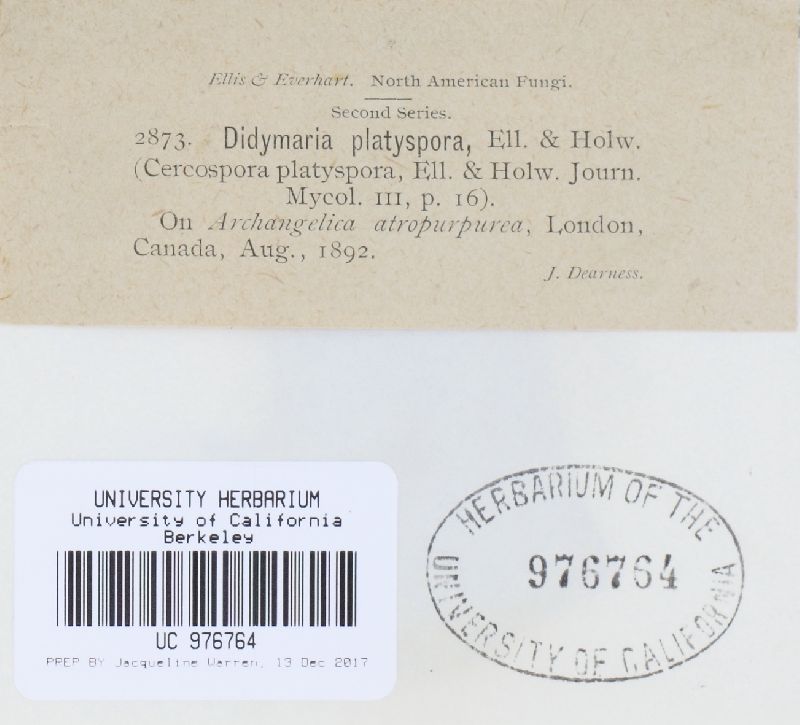 Ellis & Everhart. North American Fungi.
Second Series.
2873. Didymaria platyspora, Ell. & Holw.
(Cercospora platyspora, Ell. & Holw. Journ.
Mycol. III, p. 16).
On Archangelica atropurpurea, London,
Canada, Aug., 1892.
J. Dearness.
UNIVERSITY HERBARIUM
University of California
Berkeley
UC 976764
PREP BY Jacqueline Warren, 13 Dec 2017
HERBARIUM OF THE
976764
UNIVERSITY OF CALIFORNIA